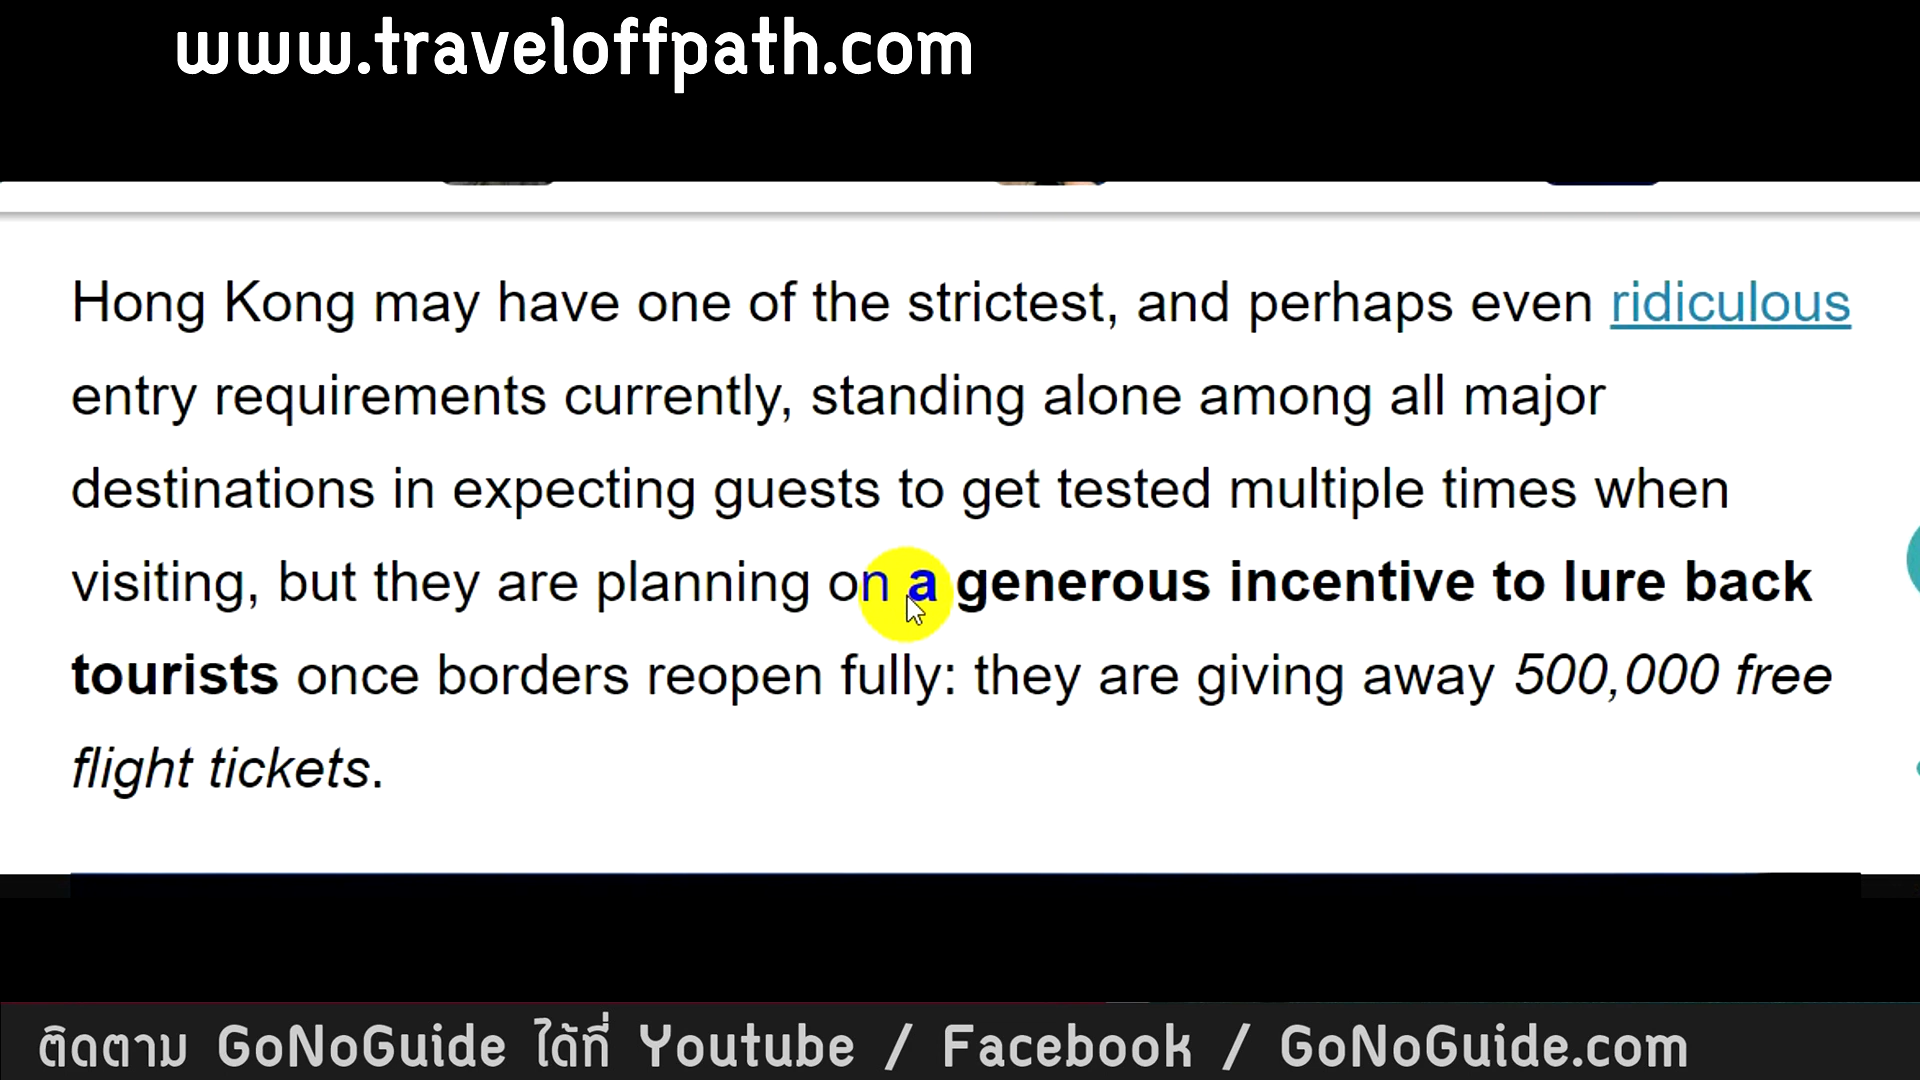 www.traveloffpath.com
Hong Kong may have one of the strictest, and perhaps even ridiculous
entry requirements currently, standing alone among all major
destinations in expecting guests to get tested multiple times when
visiting, but they are planning on a generous incentive to lure back
tourists once borders reopen fully: they are giving away 500,000 free
flight tickets.
ติดตาม GoNoGuide ได้ที่ Youtube / Facebook / GoNoGuide.com